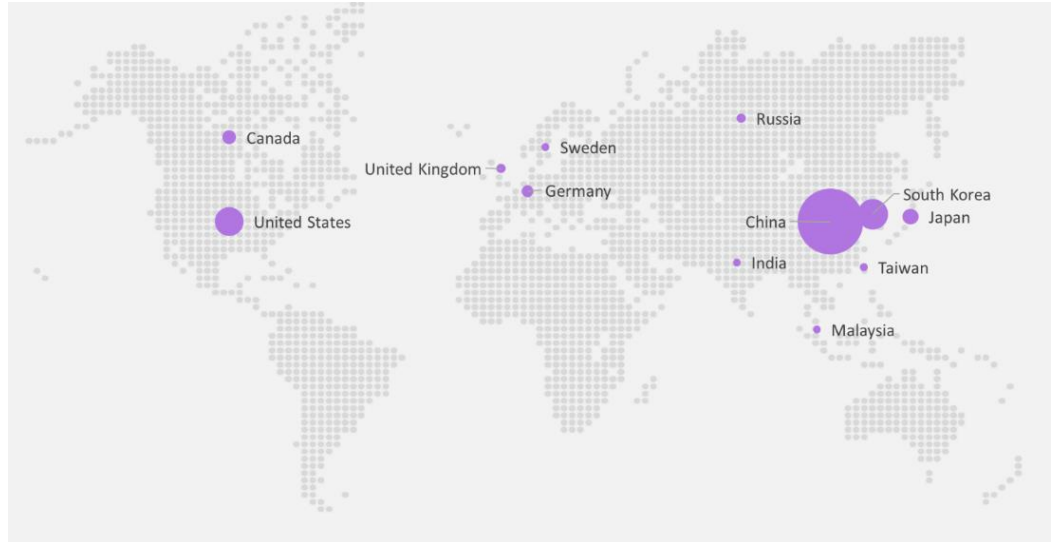 Russia
Canada
Sweden
United Kingdom
Germany
South Korea
United States
China
Japan
India
Taiwan
Malaysia